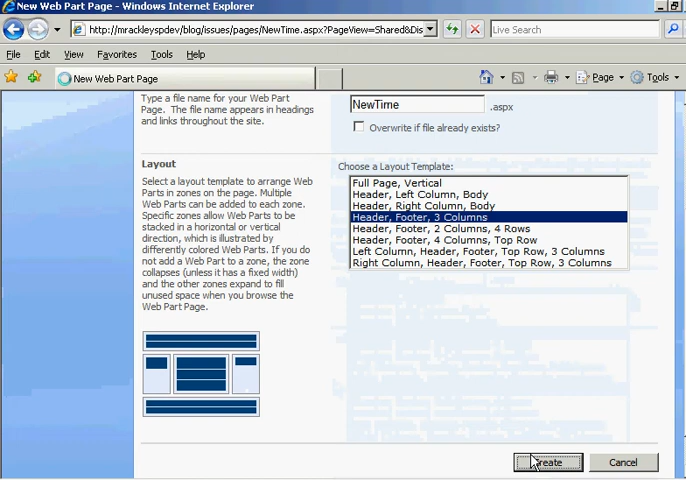 New Web Part Page - Windows Internet Explorer
http://mrackleyspdev/blog/issues/pages/NewTime.aspx?PageView=Shared&Dis
Live Search
File Edit View Favorites Tools Help
New Web Part Page
Page Tools
Type a file name for your Web Part
Page. The file name appears in headings
and links throughout the site.
NewTime .aspx
Overwrite if file already exists?
Layout
Select a layout template to arrange Web
Parts in zones on the page. Multiple
Web Parts can be added to each zone.
Specific zones allow Web Parts to be
stacked in a horizontal or vertical
direction, which is illustrated by
differently colored Web Parts. If you do
not add a Web Part to a zone, the zone
collapses (unless it has a fixed width)
and the other zones expand to fill
unused space when you browse the
Web Part Page.
Choose a Layout Template:
Full Page, Vertical
Header, Left Column, Body
Header, Right Column, Body
Header, Footer, 3 Columns
Header, Footer, 2 Columns, 4 Rows
Header, Footer, 4 Columns, Top Row
Left Column, Header, Footer, Top Row, 3 Columns
Right Column, Header, Footer, Top Row, 3 Columns
Create Cancel